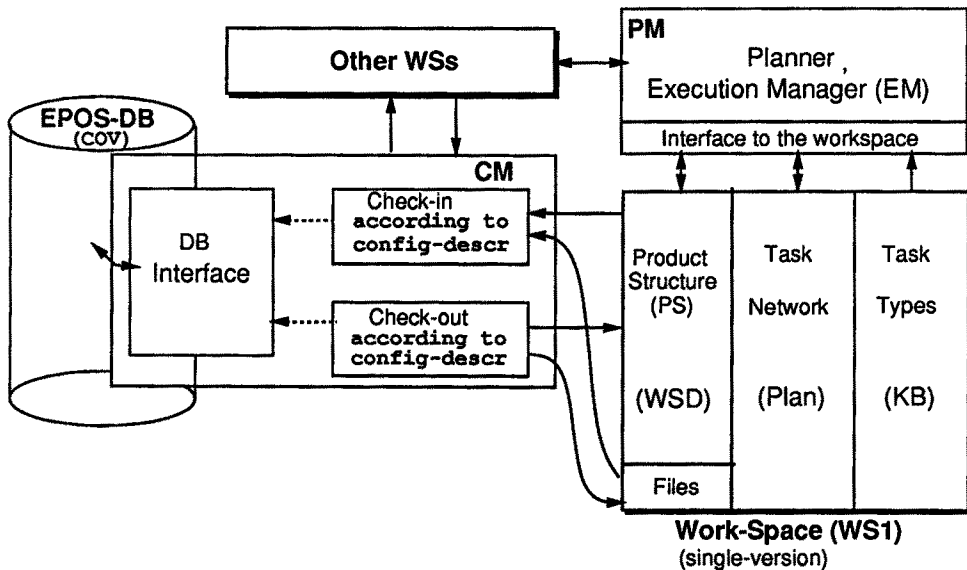 PM
Other WSs
Planner ,
Execution Manager (EM)
Interface to the workspace
EPOS-DB
(COV)
CM
DB
Interface
Check-in
according to
config-descr
Check-out
according to
config-descr
Product
Structure
(PS)
(WSD)
Files
Task
Network
(Plan)
Task
Types
(KB)
Work-Space (WS1)
(single-version)